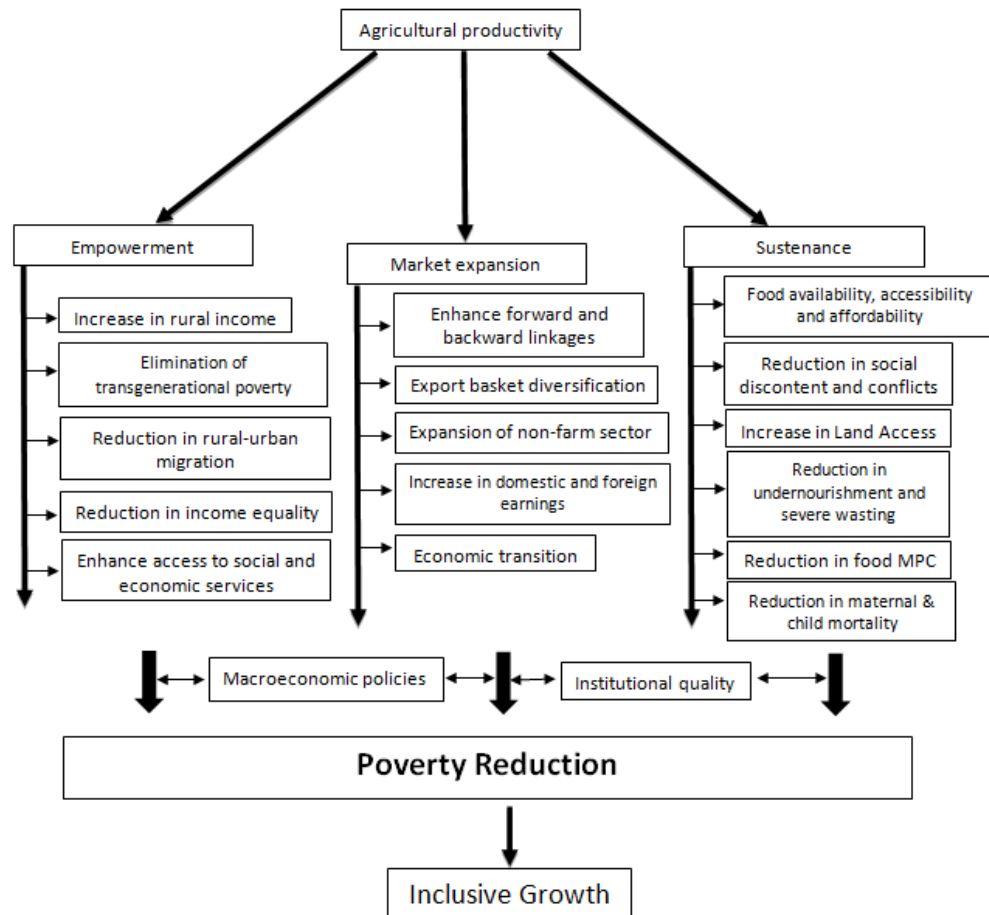 Agricultural productivity
Empowerment
Increase in rural income
Elimination of
transgenerational poverty
Reduction in rural-urban
migration
Reduction in income equality
Enhance access to social and
economic services
Market expansion
Enhance forward and
backward linkages
Export basket diversification
Expansion of non-farm sector
Increase in domestic and foreign
earnings
Economic transition
Sustenance
Food availability, accessibility
and affordability
Reduction in social
discontent and conflicts
Increase in Land Access
Reduction in
undernourishment and
severe wasting
Reduction in food MPC
Reduction in maternal &
child mortality
Macroeconomic policies
Institutional quality
Poverty Reduction
Inclusive Growth